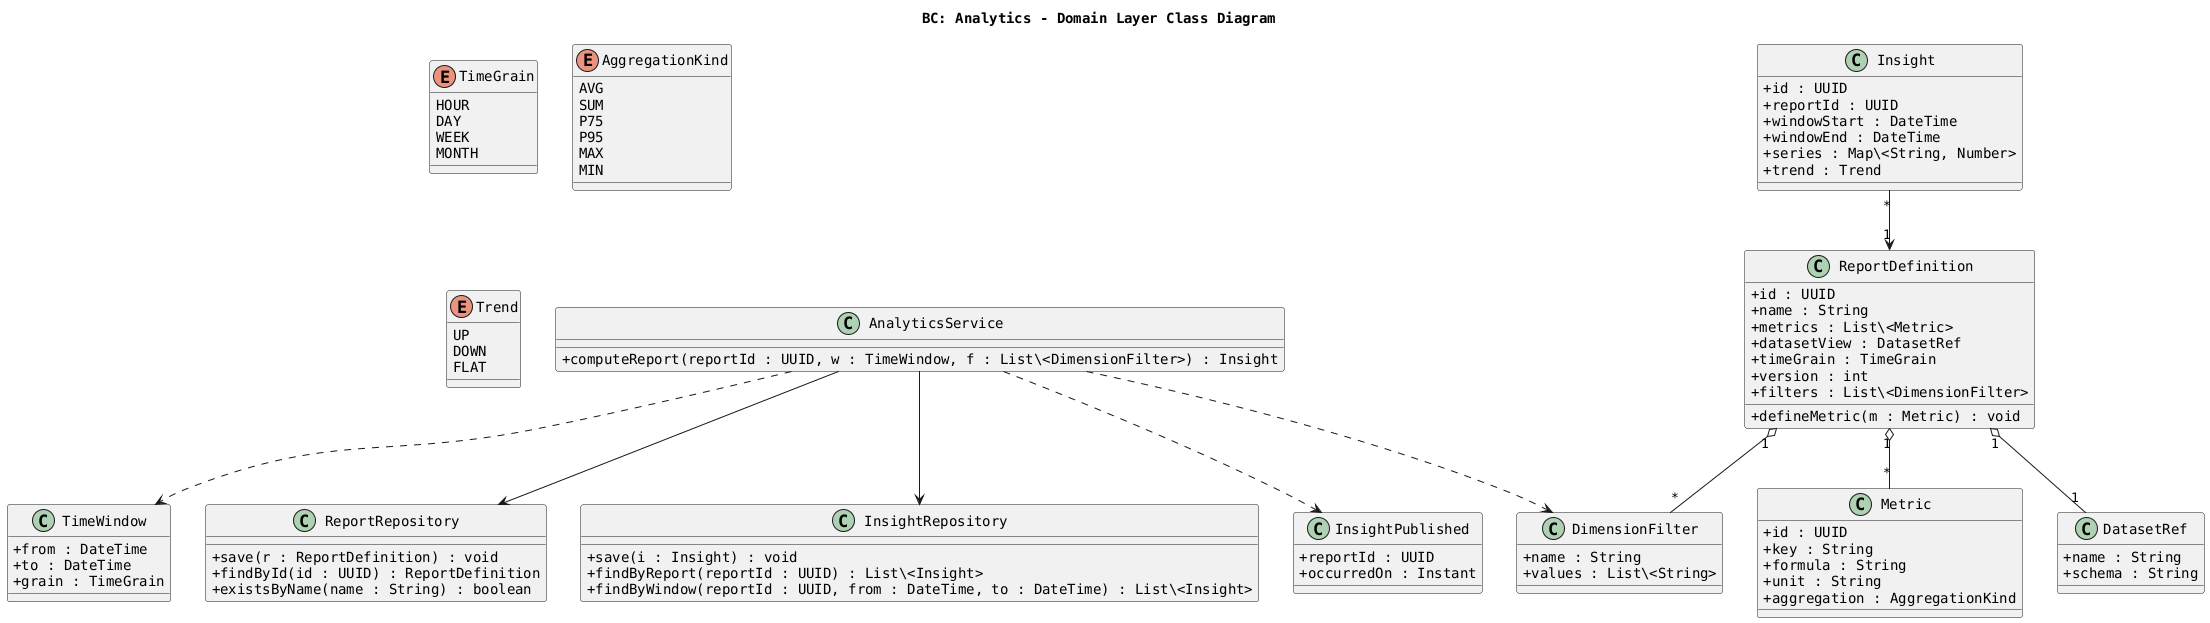 BC: Analytics - Domain Layer Class Diagram
E TimeGrain
HOUR
DAY
WEEK
MONTH
E AggregationKind
AVG
SUM
P75
P95
MAX
MIN
C Insight
+id : UUID
+reportId : UUID
+windowStart : DateTime
+windowEnd : DateTime
+series : Map\<String, Number>
+trend : Trend
*
1
E Trend
UP
DOWN
FLAT
C AnalyticsService
+computeReport(reportId : UUID, w : TimeWindow, f : List\<DimensionFilter>) : Insight
C ReportDefinition
+id : UUID
+name : String
+metrics : List\<Metric>
+datasetView : DatasetRef
+timeGrain : TimeGrain
+version : int
+filters : List\<DimensionFilter>
+defineMetric(m : Metric) : void
1
1
1
*
*
1
C TimeWindow
+from : DateTime
+to : DateTime
+grain : TimeGrain
C ReportRepository
+save(r : ReportDefinition) : void
+findById(id : UUID) : ReportDefinition
+existsByName(name : String) : boolean
C InsightRepository
+save(i : Insight) : void
+findByReport(reportId : UUID) : List\<Insight>
+findByWindow(reportId : UUID, from : DateTime, to : DateTime) : List\<Insight>
C InsightPublished
+reportId : UUID
+occurredOn : Instant
C DimensionFilter
+name : String
+values : List\<String>
C Metric
+id : UUID
+key : String
+formula : String
+unit : String
+aggregation : AggregationKind
C DatasetRef
+name : String
+schema : String